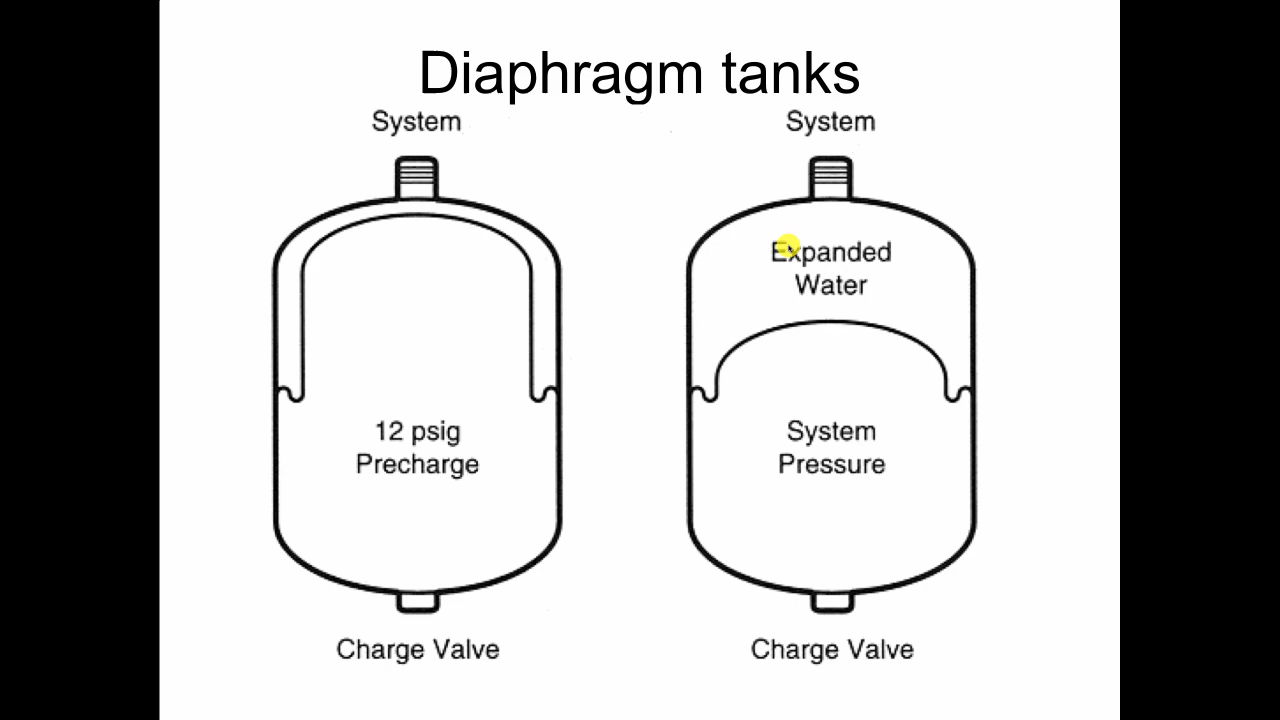 Diaphragm tanks
System
System
Expanded
Water
12 psig
Precharge
System
Pressure
Charge Valve
Charge Valve